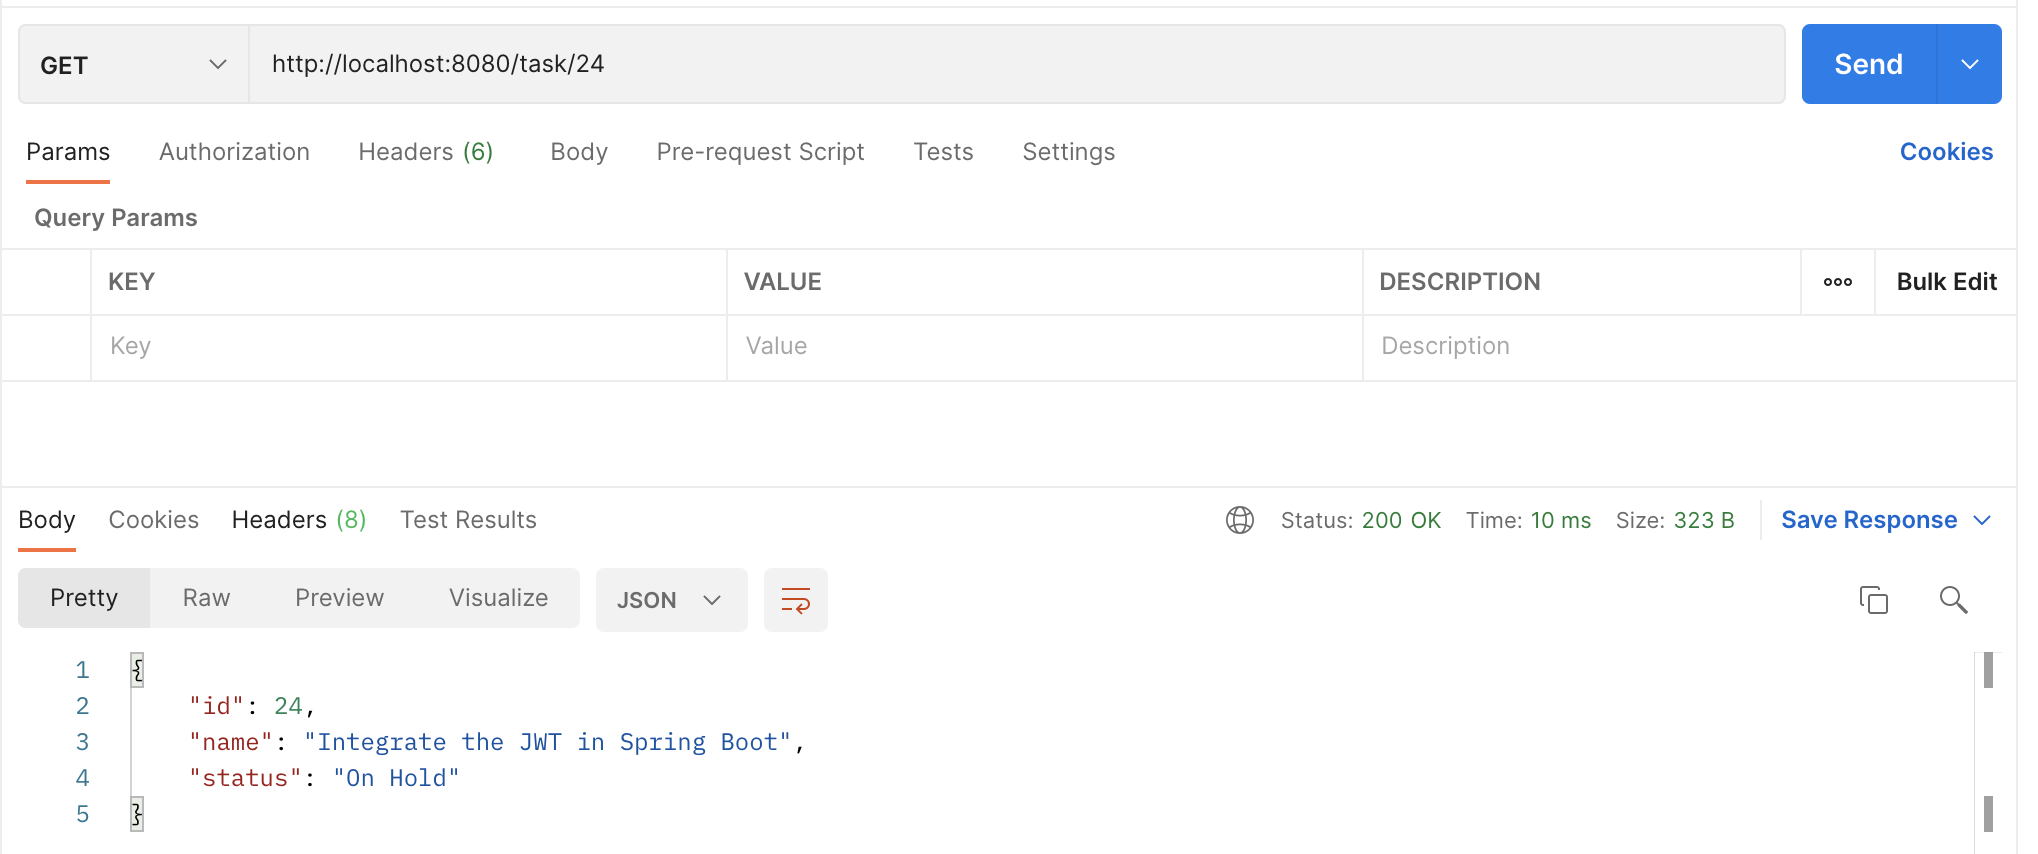 GET http://localhost:8080/task/24 Send
Params Authorization Headers (6) Body Pre-request Script Tests Settings Cookies
Query Params
KEY VALUE DESCRIPTION ooo Bulk Edit
Key Value Description
Body Cookies Headers (8) Test Results Status: 200 OK Time: 10 ms Size: 323 B Save Response
Pretty Raw Preview Visualize JSON
1 {
2 "id": 24,
3 "name": "Integrate the JWT in Spring Boot",
4 "status": "On Hold"
5 }